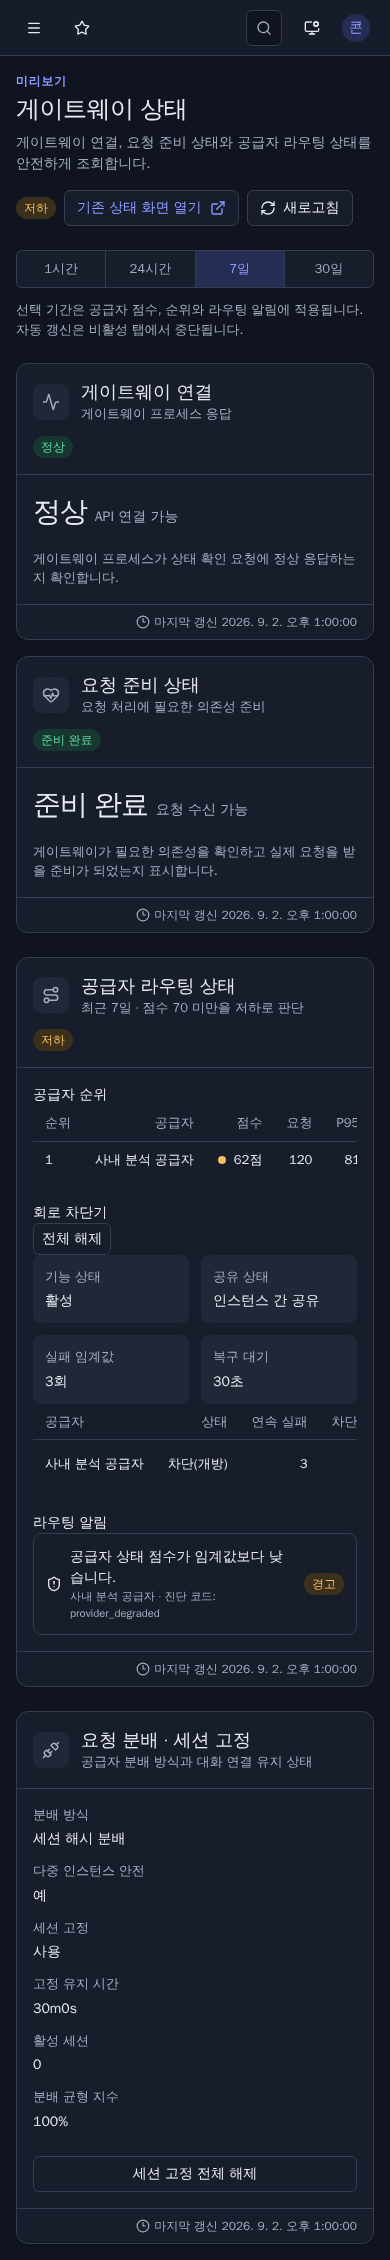 콘
미리보기
게이트웨이 상태
게이트웨이 연결, 요청 준비 상태와 공급자 라우팅 상태를
안전하게 조회합니다.
저하 기존 상태 화면 열기 새로고침
1시간 24시간 7일 30일
선택 기간은 공급자 점수, 순위와 라우팅 알림에 적용됩니다.
자동 갱신은 비활성 탭에서 중단됩니다.
게이트웨이 연결
게이트웨이 프로세스 응답
정상
정상 API 연결 가능
게이트웨이 프로세스가 상태 확인 요청에 정상 응답하는
지 확인합니다.
마지막 갱신 2026. 9. 2. 오후 1:00:00
요청 준비 상태
요청 처리에 필요한 의존성 준비
준비 완료
준비 완료 요청 수신 가능
게이트웨이가 필요한 의존성을 확인하고 실제 요청을 받
을 준비가 되었는지 표시합니다.
마지막 갱신 2026. 9. 2. 오후 1:00:00
공급자 라우팅 상태
최근 7일 · 점수 70 미만을 저하로 판단
저하
공급자 순위
순위 공급자 점수 요청 P95
1 사내 분석 공급자 62점 120 81
회로 차단기
전체 해제
기능 상태 공유 상태
활성 인스턴스 간 공유
실패 임계값 복구 대기
3회 30초
공급자 상태 연속 실패 차단
사내 분석 공급자 차단(개방) 3
라우팅 알림
공급자 상태 점수가 임계값보다 낮
습니다.
사내 분석 공급자 · 진단 코드:
provider_degraded
경고
마지막 갱신 2026. 9. 2. 오후 1:00:00
요청 분배 · 세션 고정
공급자 분배 방식과 대화 연결 유지 상태
분배 방식
세션 해시 분배
다중 인스턴스 안전
예
세션 고정
사용
고정 유지 시간
30m0s
활성 세션
0
분배 균형 지수
100%
세션 고정 전체 해제
마지막 갱신 2026. 9. 2. 오후 1:00:00